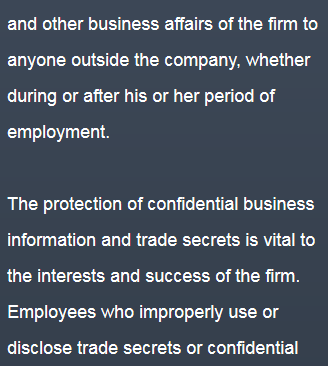 and other business affairs of the firm to
anyone outside the company, whether
during or after his or her period of
employment.
The protection of confidential business
information and trade secrets is vital to
the interests and success of the firm.
Employees who improperly use or
disclose trade secrets or confidential